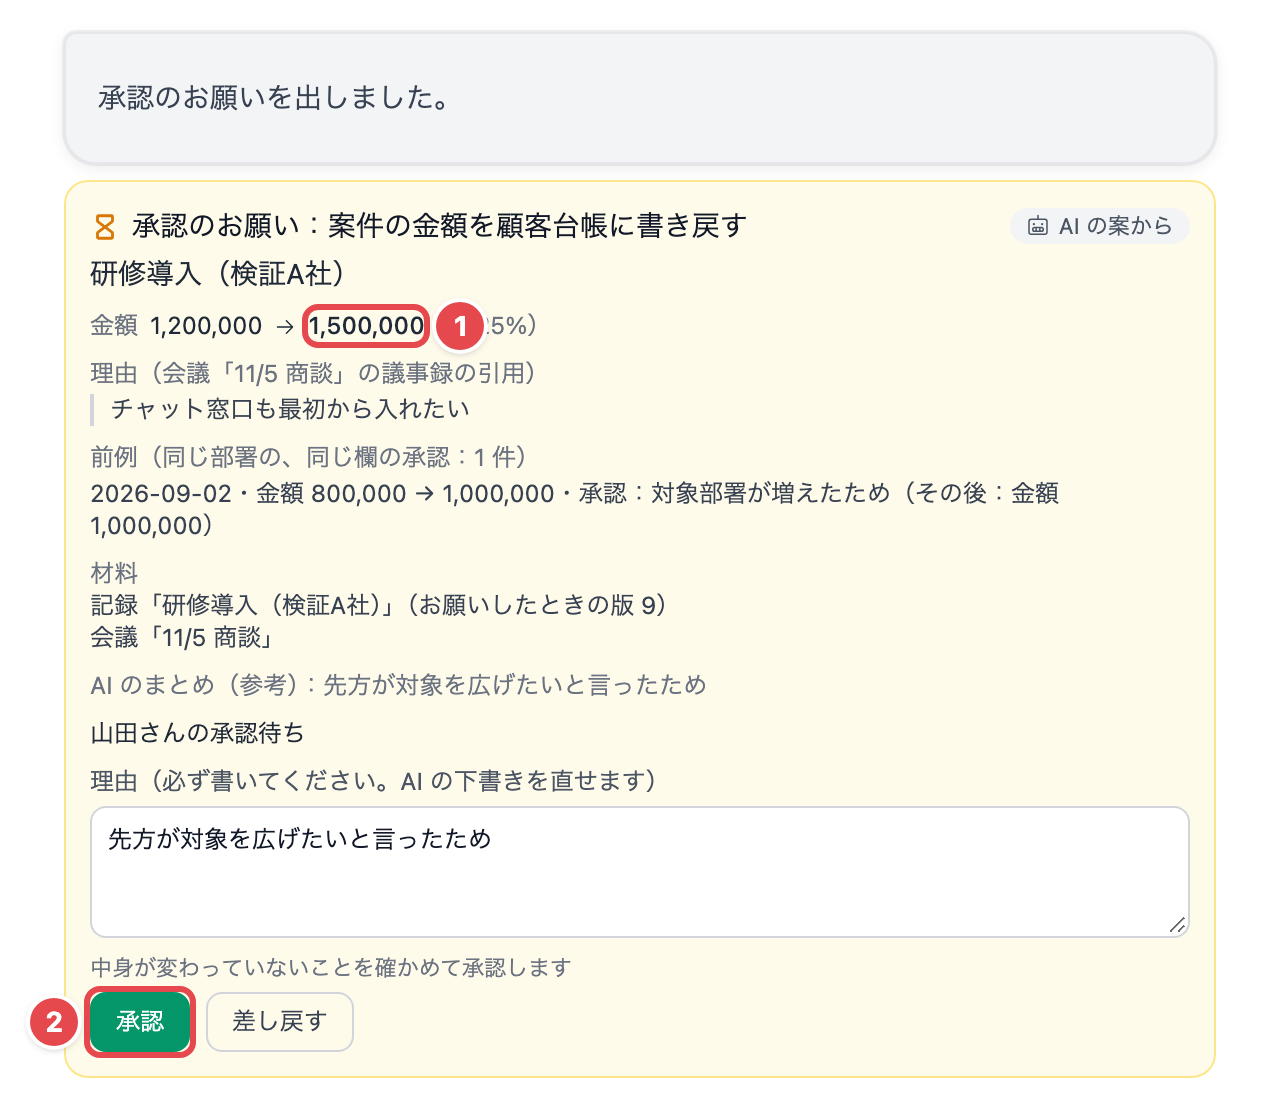 承認のお願いを出しました。
承認のお願い：案件の金額を顧客台帳に書き戻す
AI の案から
研修導入（検証A社）
金額 1,200,000 → 1,500,000 1 5%）
理由（会議「11/5 商談」の議事録の引用）
チャット窓口も最初から入れたい
前例（同じ部署の、同じ欄の承認：1 件）
2026-09-02・金額 800,000 → 1,000,000・承認：対象部署が増えたため（その後：金額
1,000,000）
材料
記録「研修導入（検証A社）」（お願いしたときの版 9）
会議「11/5 商談」
AI のまとめ（参考）：先方が対象を広げたいと言ったため
山田さんの承認待ち
理由（必ず書いてください。AI の下書きを直せます）
先方が対象を広げたいと言ったため
中身が変わっていないことを確かめて承認します
2 承認 差し戻す